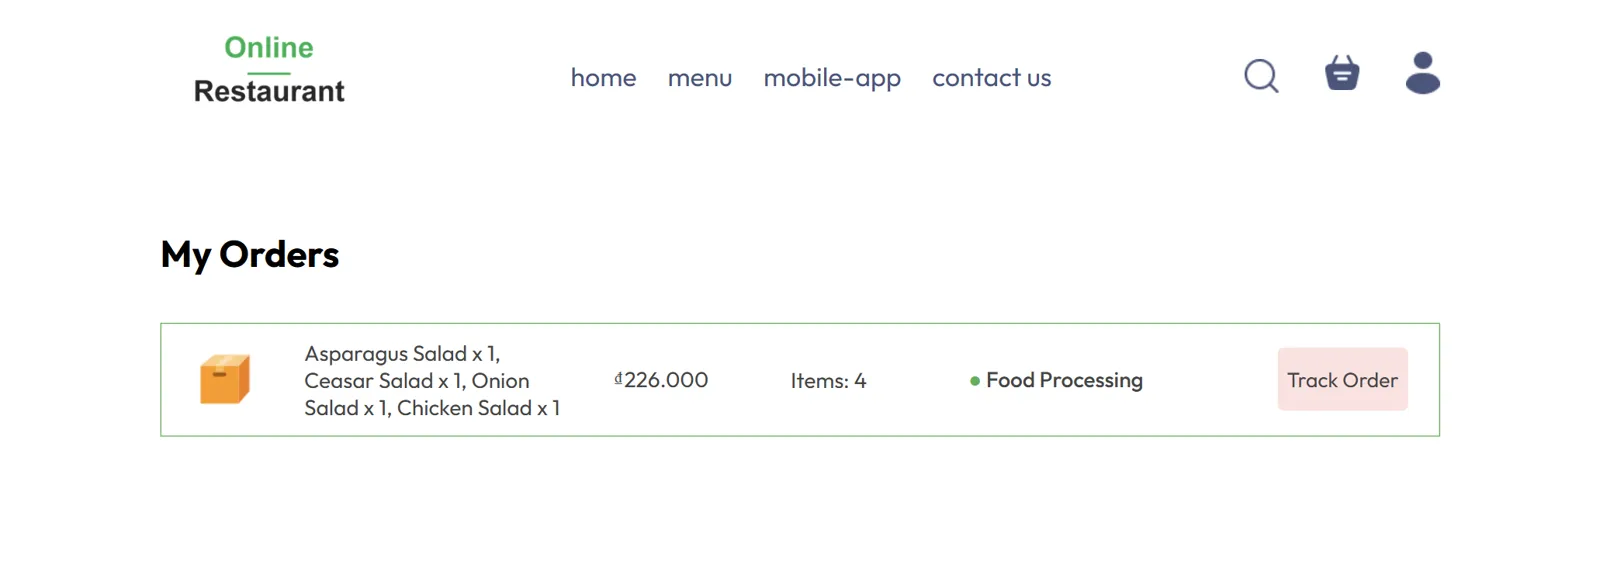 Online
Restaurant
home menu mobile-app contact us
My Orders
Asparagus Salad x 1,
Ceasar Salad x 1, Onion
Salad x 1, Chicken Salad x 1
₫226.000
Items: 4
Food Processing
Track Order